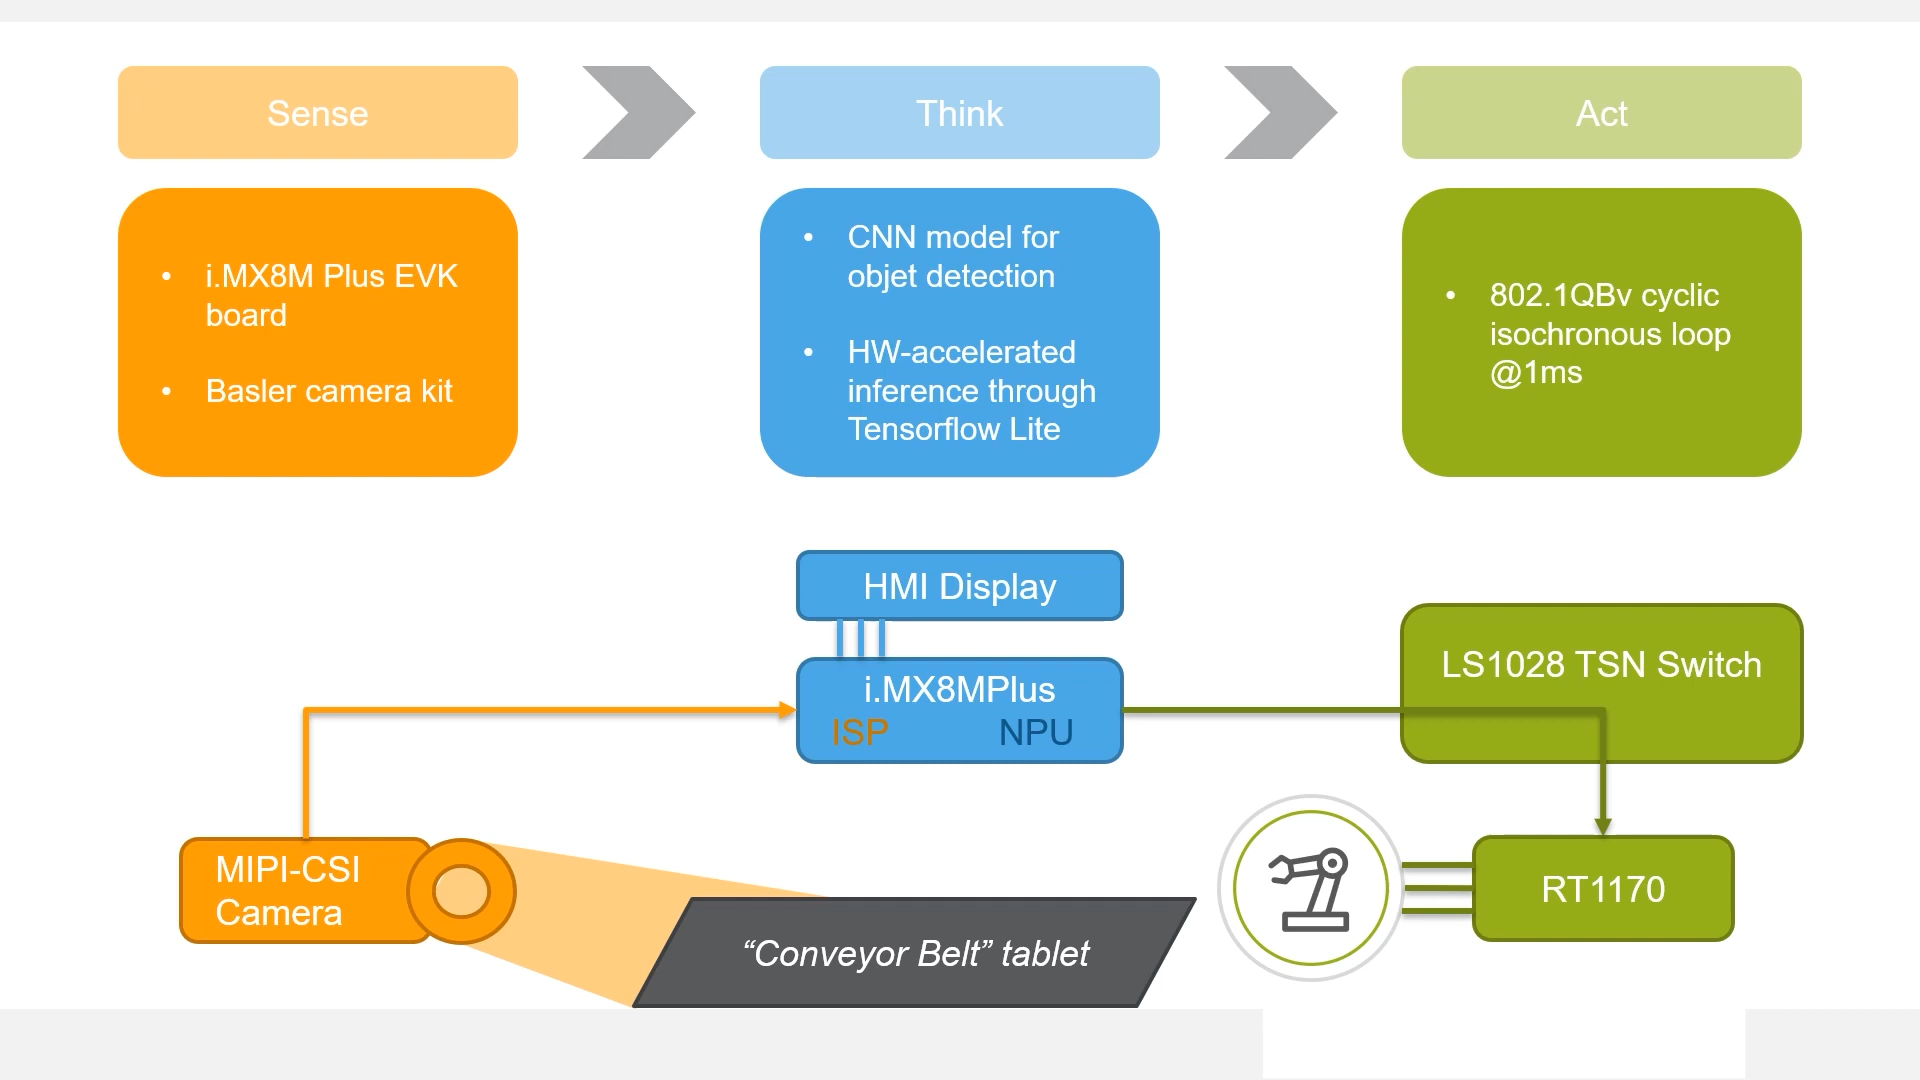 Sense
Think
Act
• i.MX8M Plus EVK
board
• Basler camera kit
• CNN model for
objet detection
• HW-accelerated
inference through
Tensorflow Lite
• 802.1QBv cyclic
isochronous loop
@1ms
HMI Display
i.MX8MPlus
ISP NPU
LS1028 TSN Switch
MIPI-CSI
Camera
“Conveyor Belt” tablet
RT1170